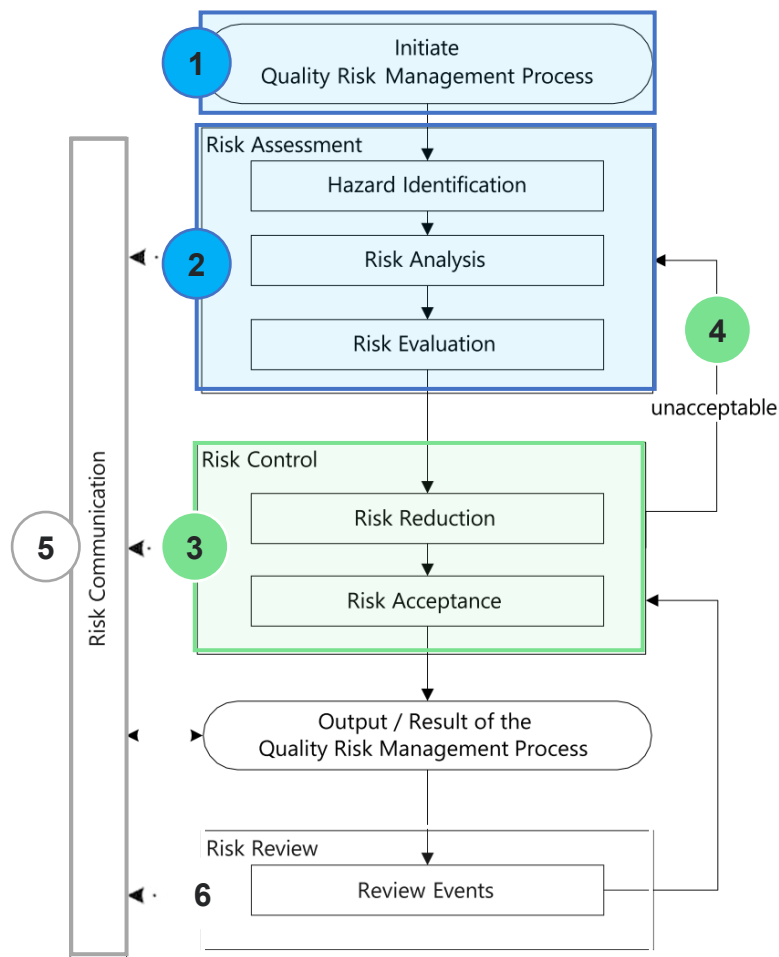 1
Initiate
Quality Risk Management Process
Risk Assessment
Hazard Identification
2
Risk Analysis
Risk Evaluation
4
unacceptable
Risk Control
Risk Reduction
5
Risk Communication
3
Risk Acceptance
Output / Result of the
Quality Risk Management Process
Risk Review
6
Review Events